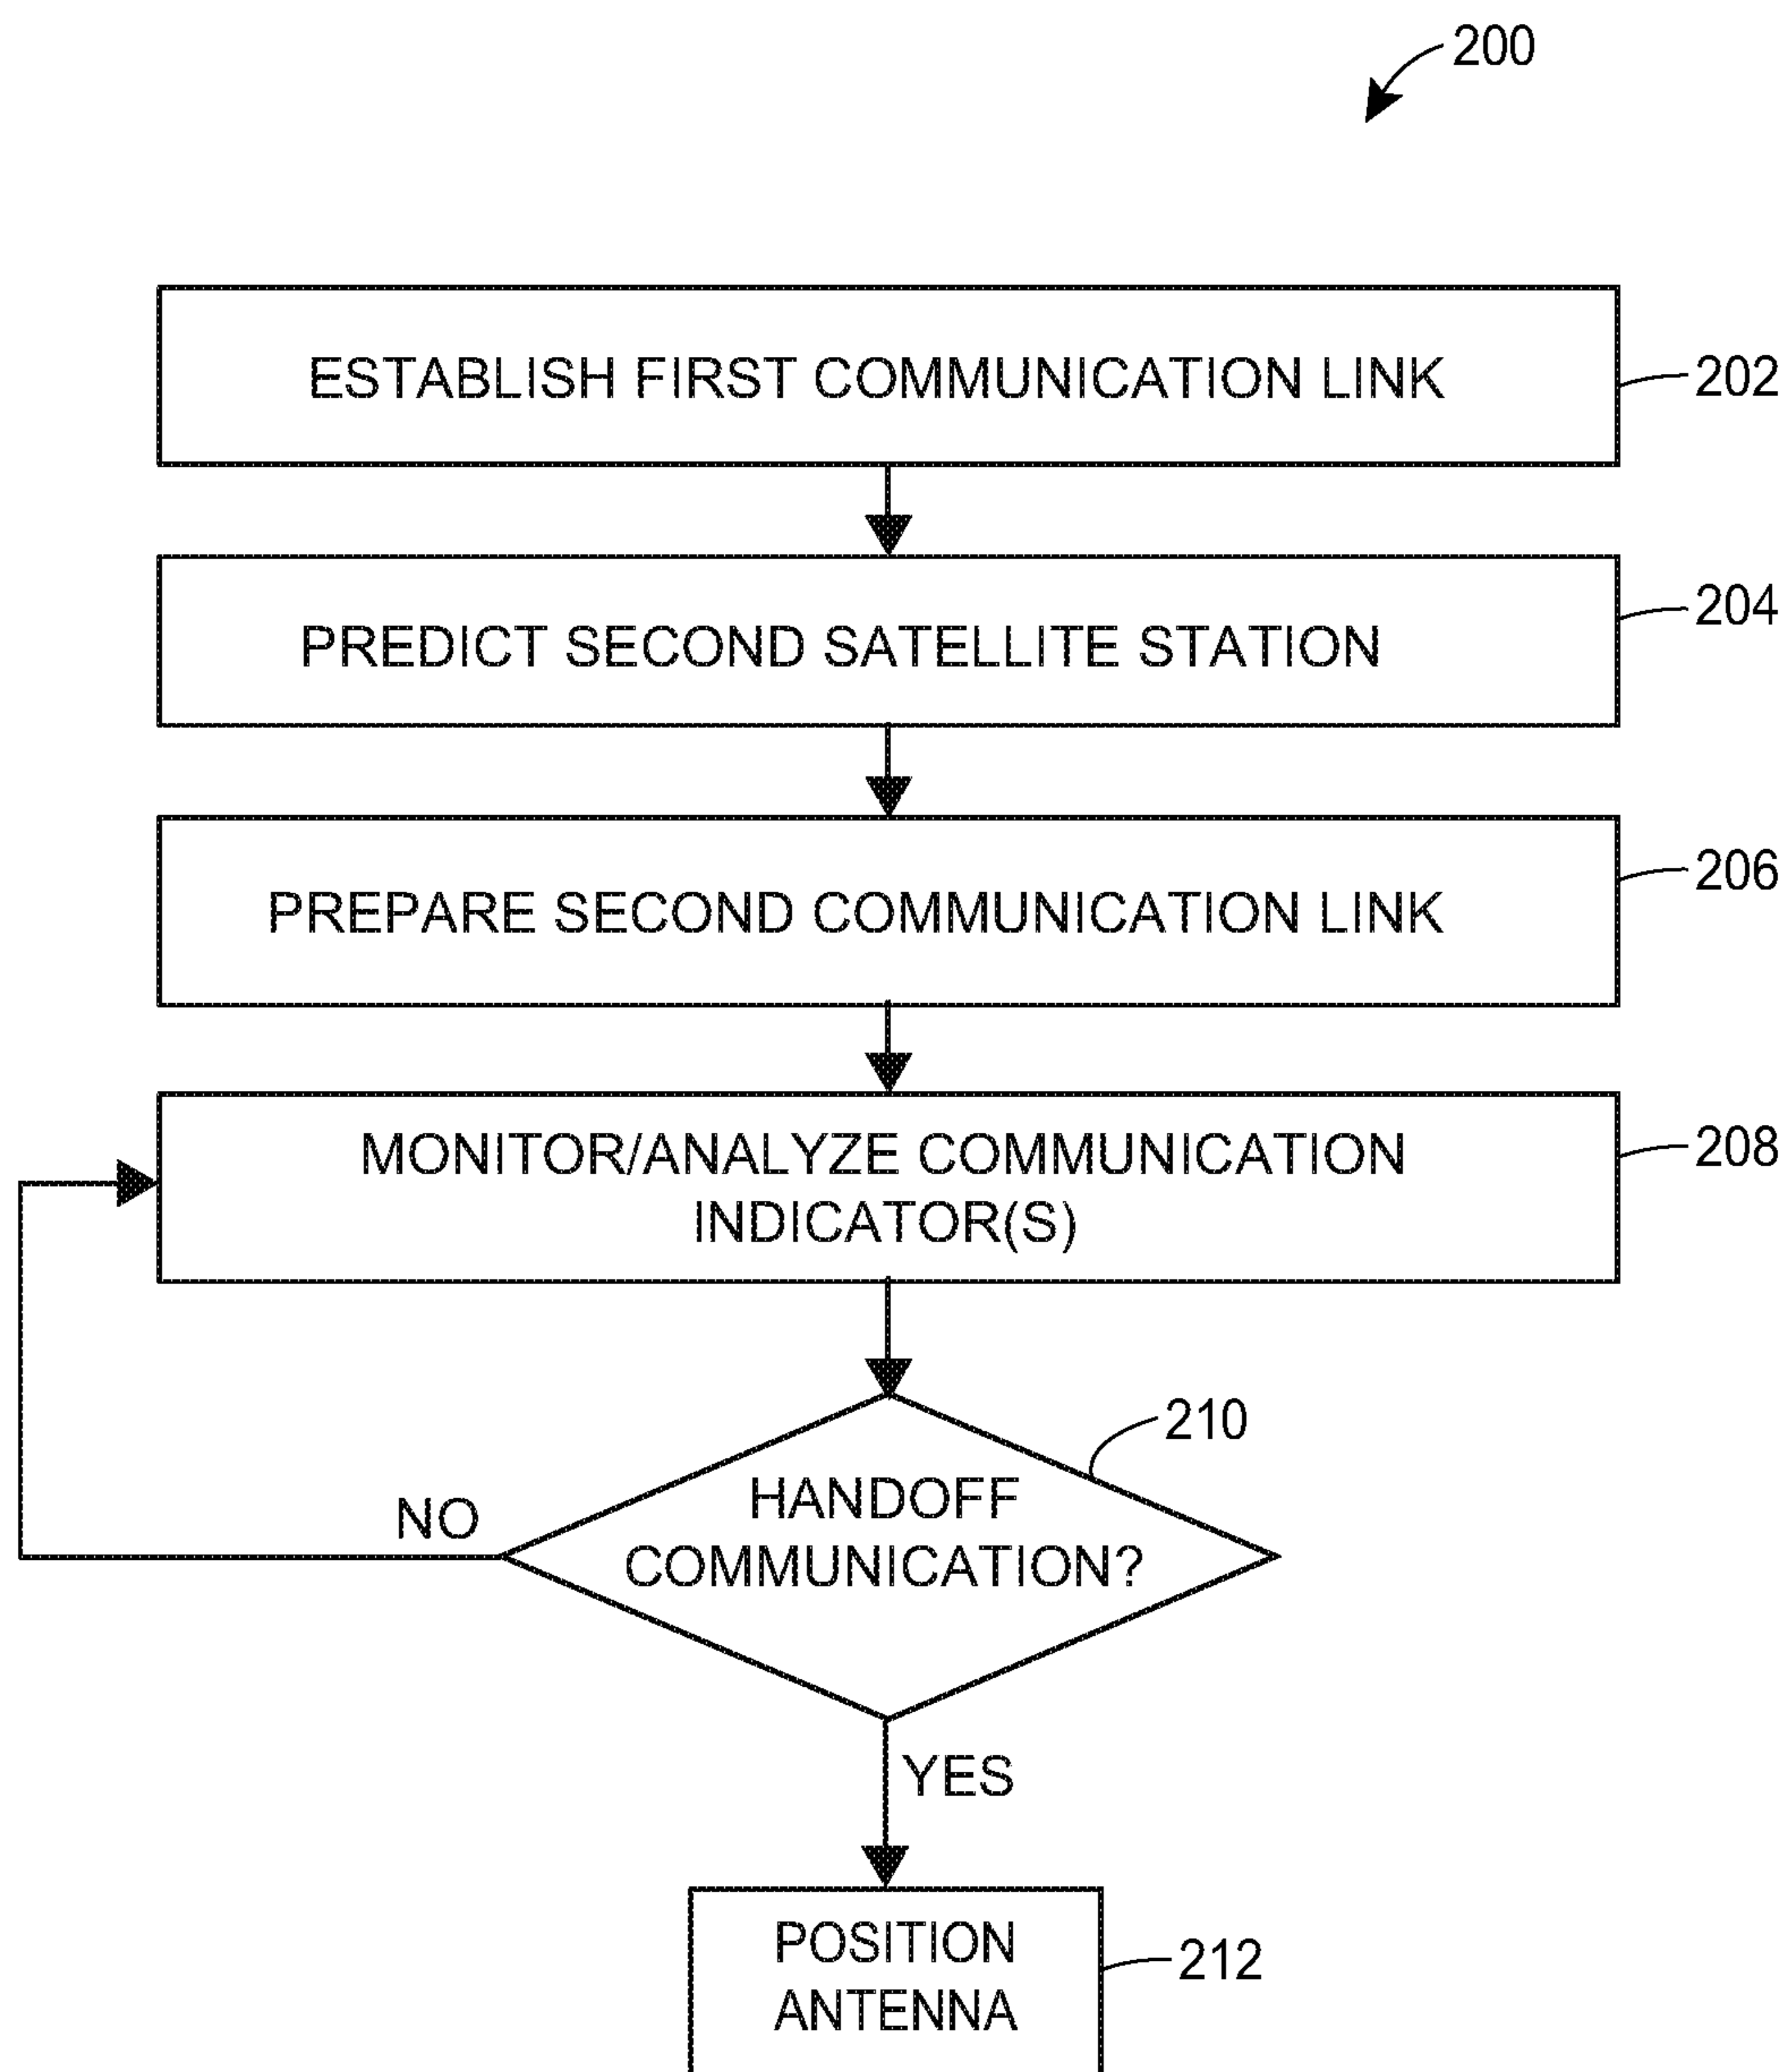 200
ESTABLISH FIRST COMMUNICATION LINK
202
PREDICT SECOND SATELLITE STATION
204
PREPARE SECOND COMMUNICATION LINK
206
MONITOR/ANALYZE COMMUNICATION
INDICATOR(S)
208
210
HANDOFF
COMMUNICATION?
NO
YES
POSITION
ANTENNA
212